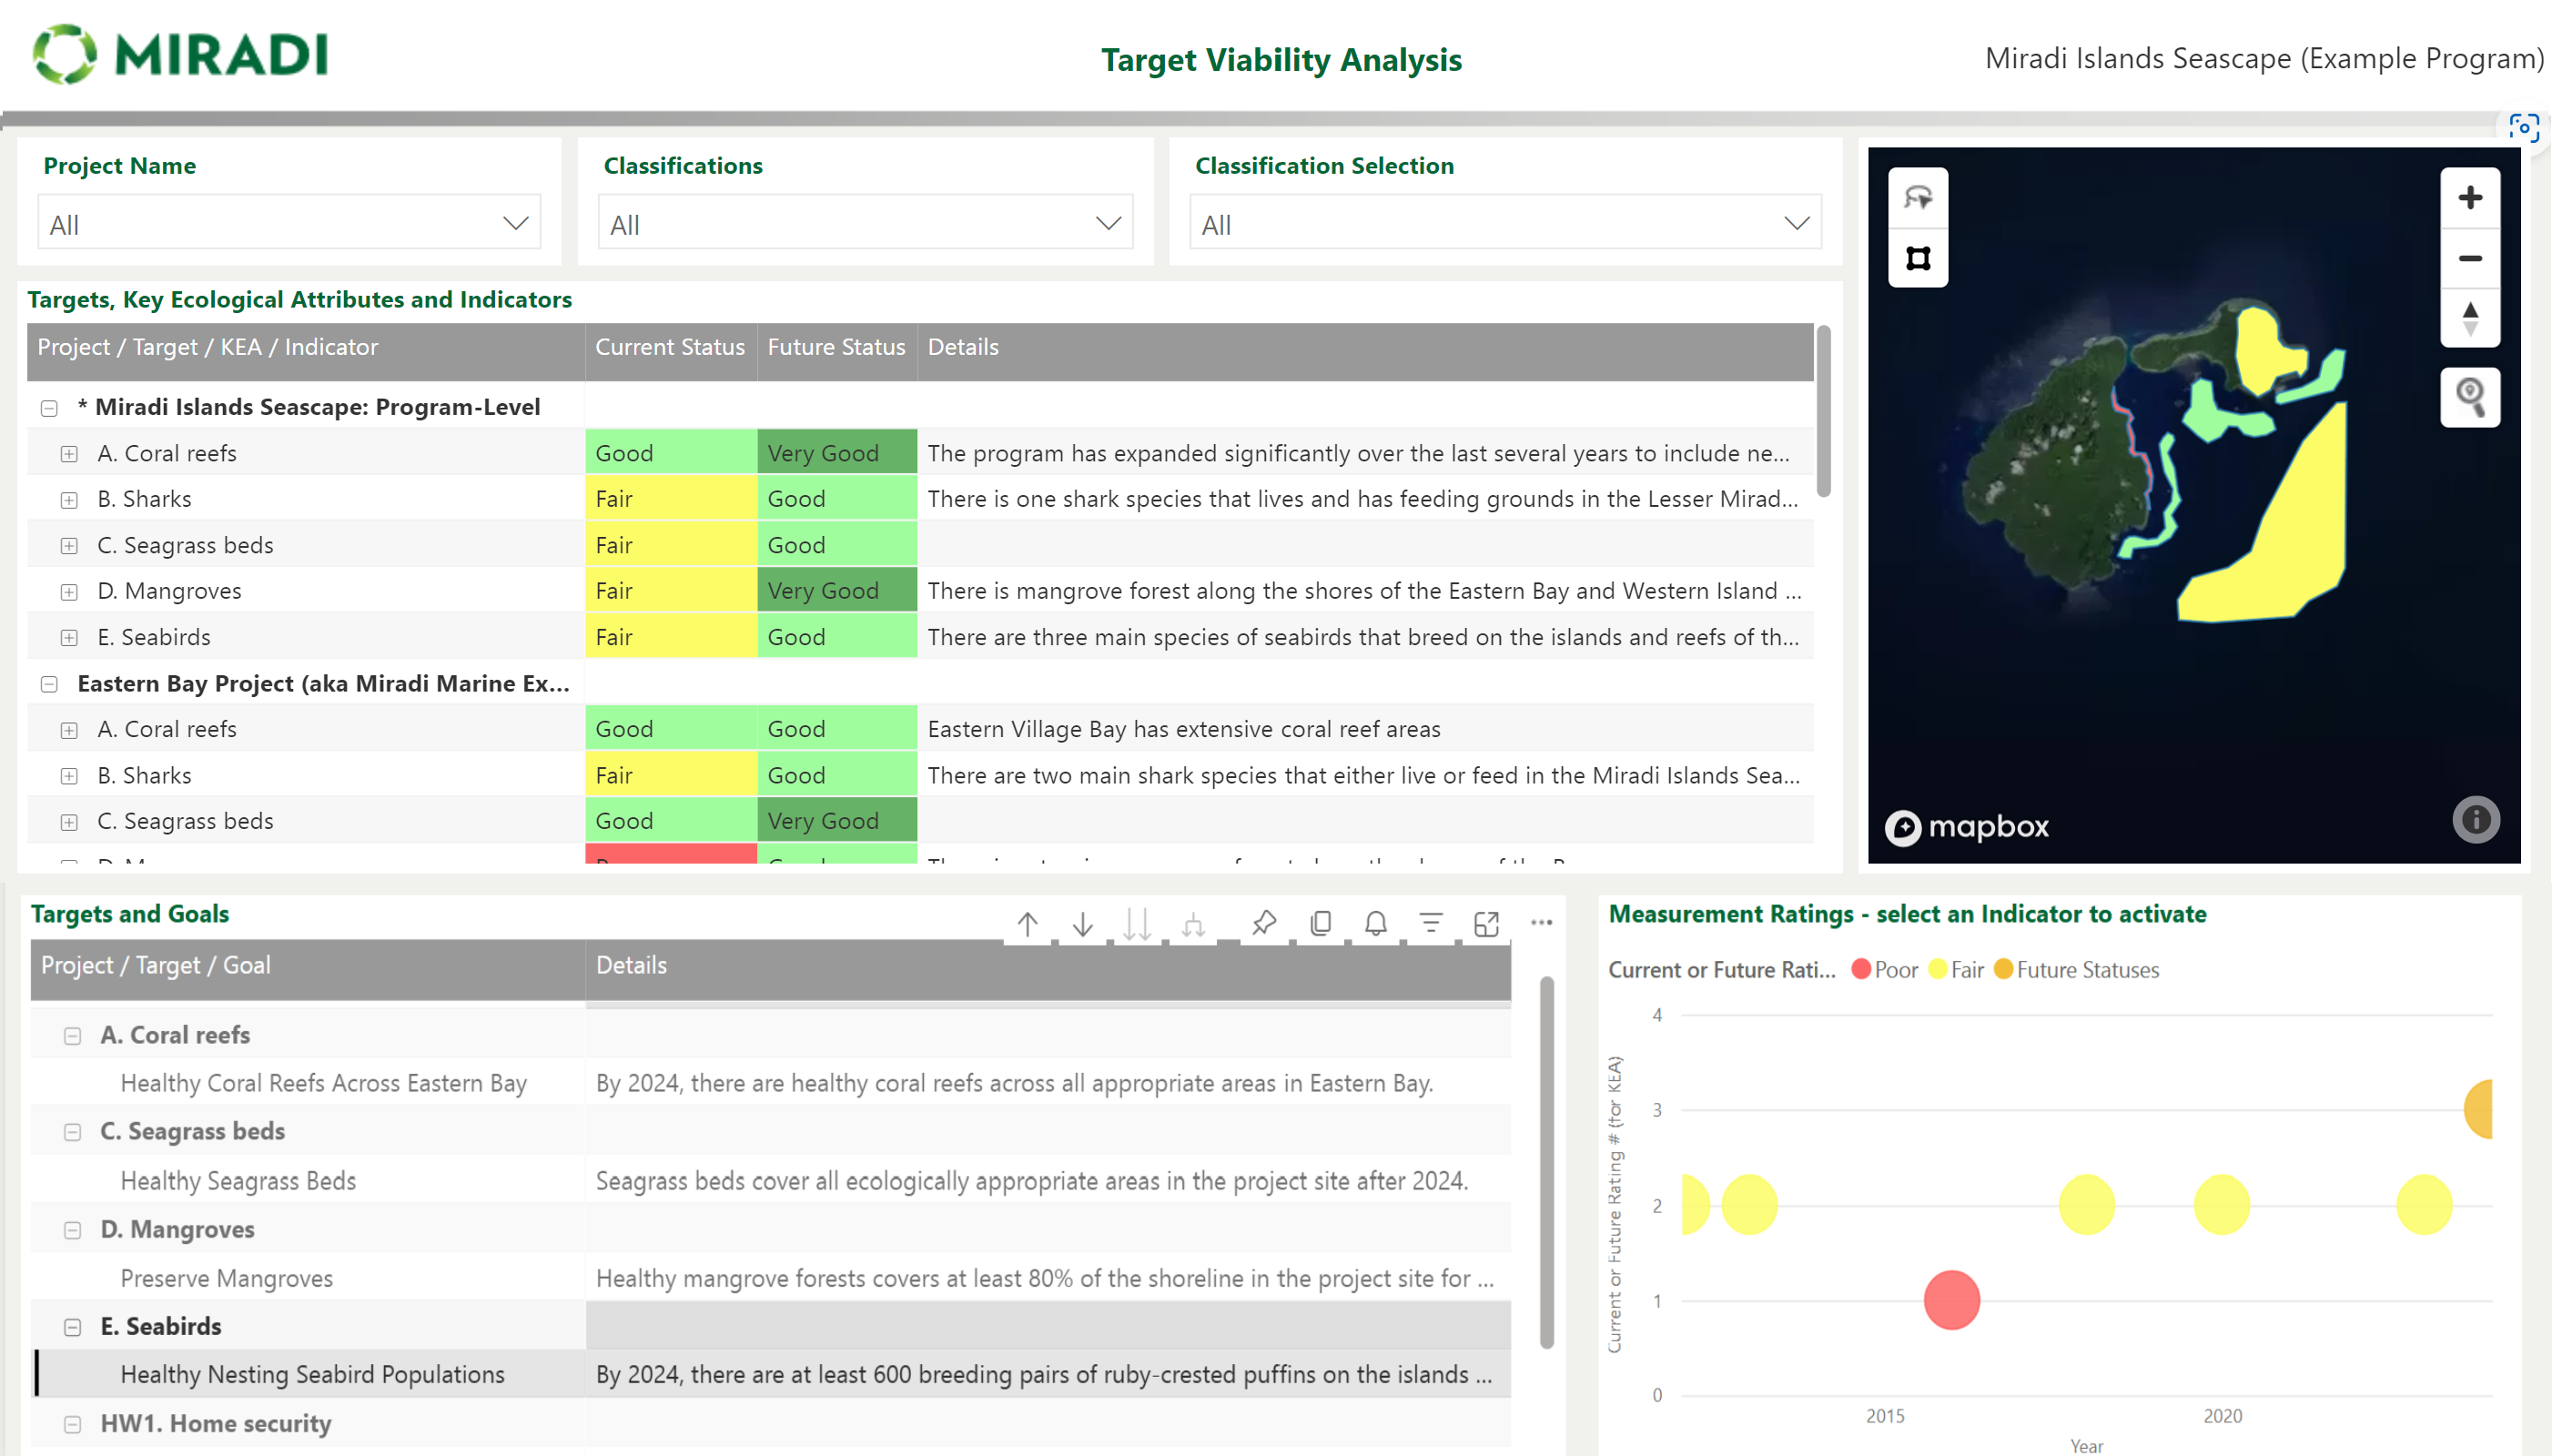 MIRADI
Target Viability Analysis
Miradi Islands Seascape (Example Program)
Project Name
Classifications
Classification Selection
All
All
All
Targets, Key Ecological Attributes and Indicators
Project / Target / KEA / Indicator Current Status Future Status Details
* Miradi Islands Seascape: Program-Level
A. Coral reefs Good Very Good The program has expanded significantly over the last several years to include ne...
B. Sharks Fair Good There is one shark species that lives and has feeding grounds in the Lesser Mirad...
C. Seagrass beds Fair Good
D. Mangroves Fair Very Good There is mangrove forest along the shores of the Eastern Bay and Western Island ...
E. Seabirds Fair Good There are three main species of seabirds that breed on the islands and reefs of th...
Eastern Bay Project (aka Miradi Marine Ex...
A. Coral reefs Good Good Eastern Village Bay has extensive coral reef areas
B. Sharks Fair Good There are two main shark species that either live or feed in the Miradi Islands Sea...
C. Seagrass beds Good Very Good
mapbox
Targets and Goals
Project / Target / Goal Details
A. Coral reefs
Healthy Coral Reefs Across Eastern Bay By 2024, there are healthy coral reefs across all appropriate areas in Eastern Bay.
C. Seagrass beds
Healthy Seagrass Beds Seagrass beds cover all ecologically appropriate areas in the project site after 2024.
D. Mangroves
Preserve Mangroves Healthy mangrove forests covers at least 80% of the shoreline in the project site for ...
E. Seabirds
Healthy Nesting Seabird Populations By 2024, there are at least 600 breeding pairs of ruby-crested puffins on the islands ...
HW1. Home security
Measurement Ratings - select an Indicator to activate
Current or Future Rati... Poor Fair Future Statuses
Current or Future Rating # (for KEA)
4
3
2
1
0
2015 2020
Year